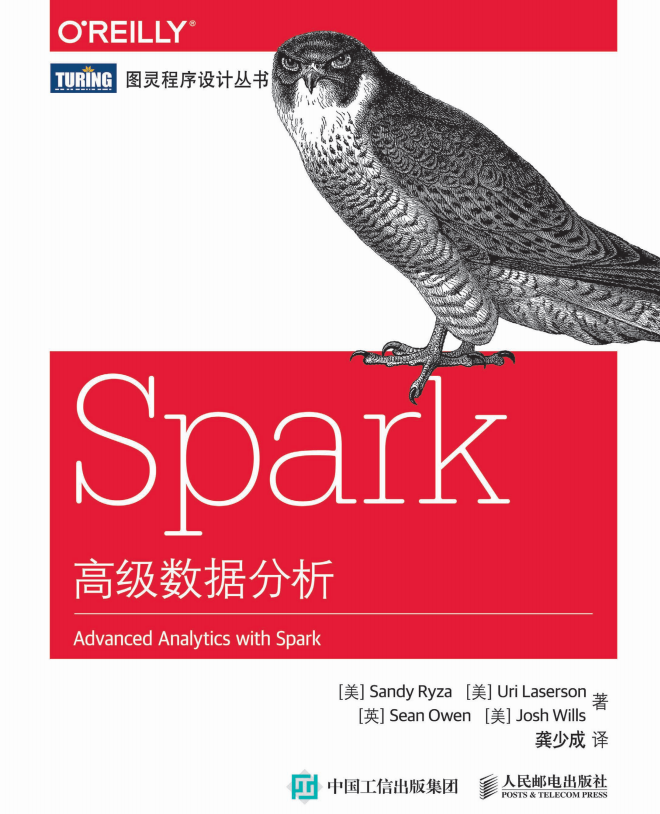 O'REILLY®
TURING 图灵程序设计丛书
Spark
高级数据分析
Advanced Analytics with Spark
[美] Sandy Ryza [美] Uri Laserson 著
[英] Sean Owen [美] Josh Wills
龚少成 译
中国工信出版集团 人民邮电出版社
POSTS & TELECOM PRESS